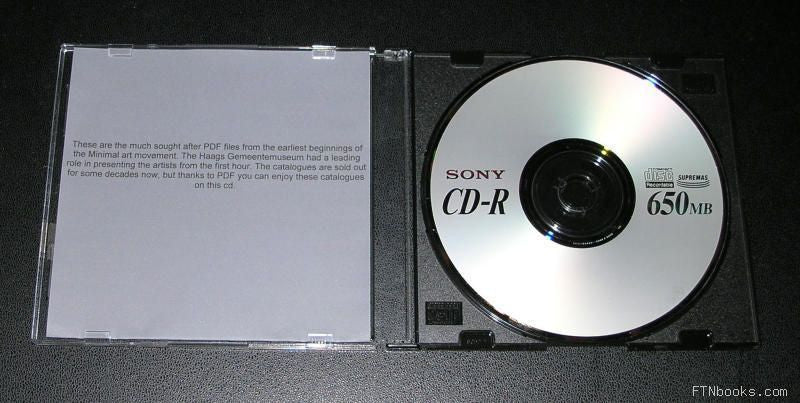 These are the much sought after PDF files from the earliest beginnings of
the Minimal art movement. The Haags Gemeentemuseum had a leading
role in presenting the artists from the first hour. The catalogues are sold out
for some decades now, but thanks to PDF you can enjoy these catalogues
on this cd.
SONY
CD-R
disc
Recordable
SUPREMAS
650MB
FTNbooks.com